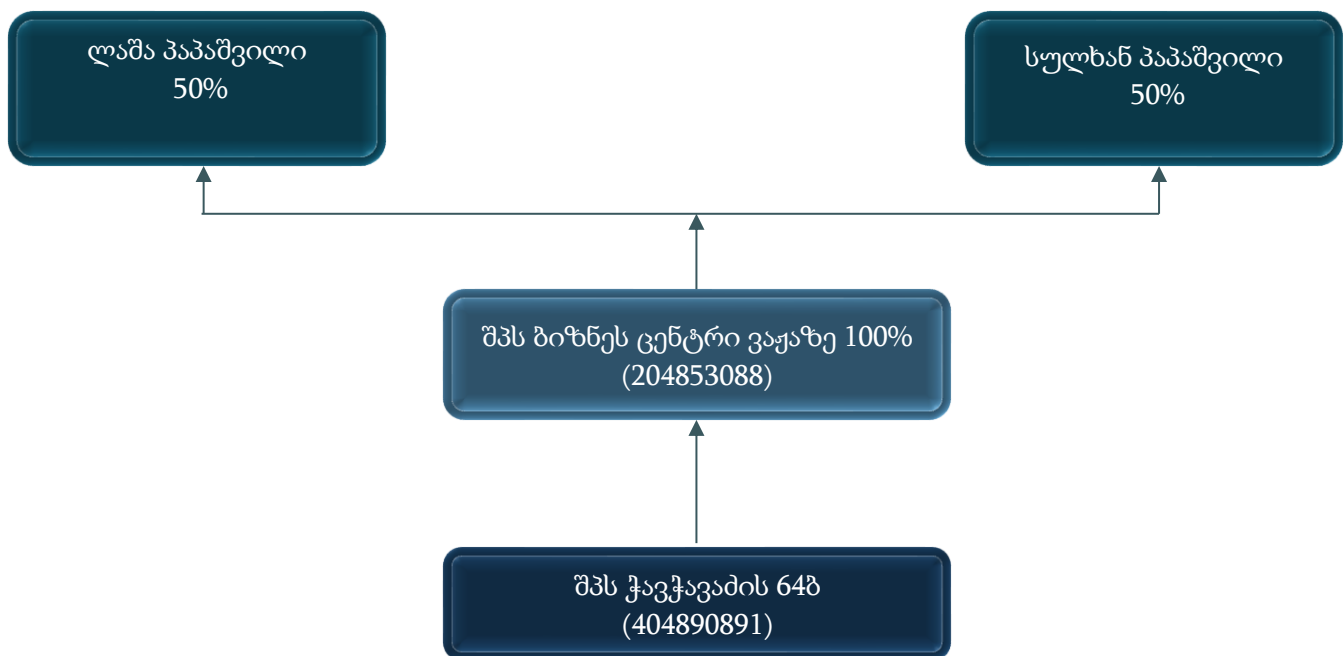 ლაშა პაპაშვილი
50%
სულხან პაპაშვილი
50%
შპს ბიზნეს ცენტრი ვაჟაზე 100%
(204853088)
შპს ჭავჭავაძის 64ბ
(404890891)